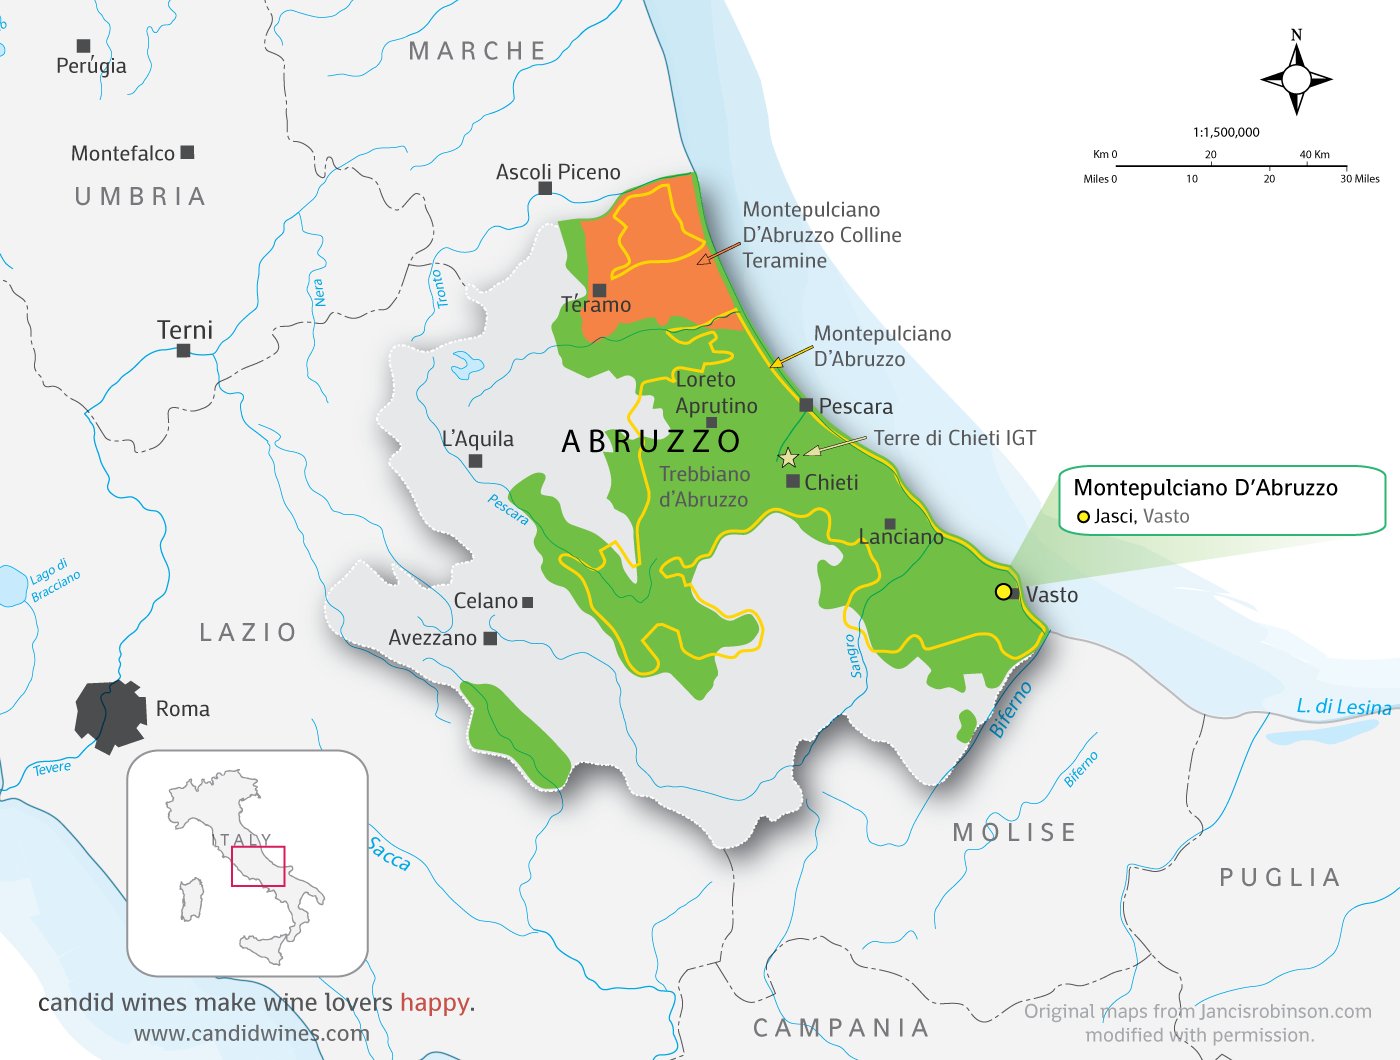 MARCHE
Perugia
N
1:1,500,000
Km 0 20 40 Km
Miles 0 10 20 30 Miles
Montefalco
UMBRIA
Ascoli Piceno
Montepulciano
D'Abruzzo Colline
Teramine
Tronto
Nera
Téramo
Terni
Montepulciano
D'Abruzzo
Loreto
Aprutino
Pescara
L'Aquila
ABRUZZO
Terre di Chieti IGT
Trebbiano
d'Abruzzo
Chieti
Montepulciano D'Abruzzo
Jasci, Vasto
Pescara
Lanciano
Lago di
Bracciano
Celano
Vasto
LAZIO
Avezzano
Sangro
Roma
Biferno
L. di Lesina
Tevere
Biferno
ITALY
MOLISE
Sacca
PUGLIA
candid wines make wine lovers happy.
www.candidwines.com
CAMPANIA
Original maps from Jancisrobinson.com
modified with permission.